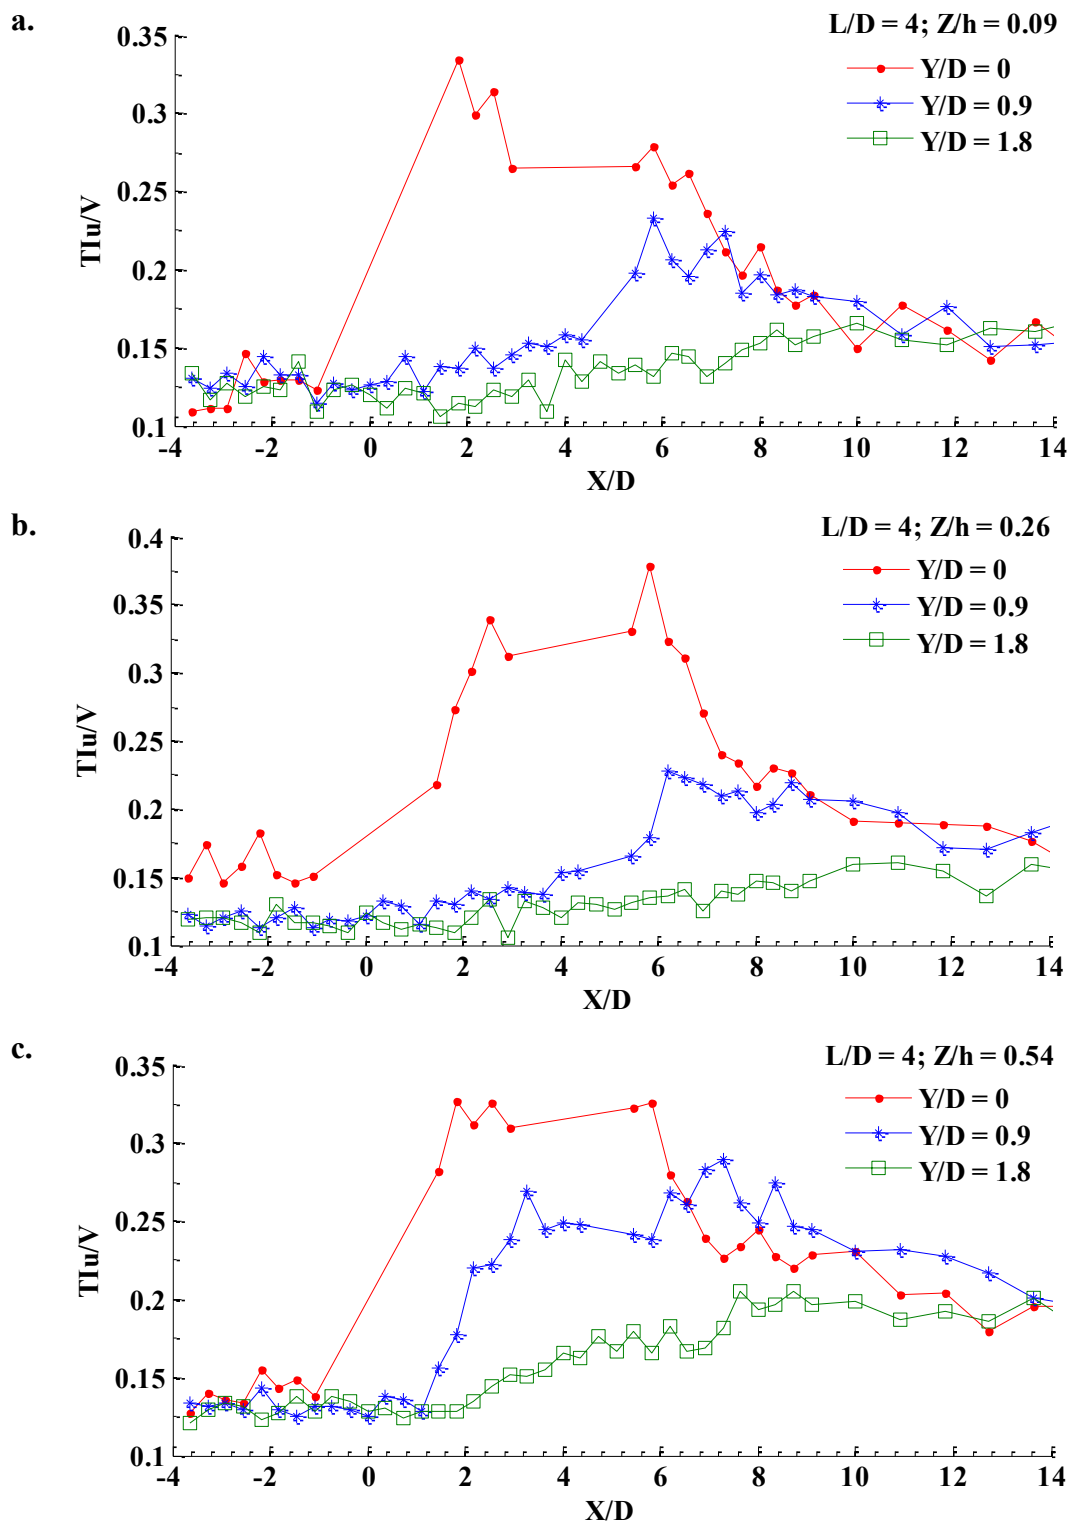 a.
L/D = 4; Z/h = 0.09
Y/D = 0
Y/D = 0.9
Y/D = 1.8
TIu/V
0.35
0.3
0.25
0.2
0.15
0.1
-4 -2 0 2 4 6 8 10 12 14
X/D
b.
L/D = 4; Z/h = 0.26
Y/D = 0
Y/D = 0.9
Y/D = 1.8
TIu/V
0.4
0.35
0.3
0.25
0.2
0.15
0.1
-4 -2 0 2 4 6 8 10 12 14
X/D
c.
L/D = 4; Z/h = 0.54
Y/D = 0
Y/D = 0.9
Y/D = 1.8
TIu/V
0.35
0.3
0.25
0.2
0.15
0.1
-4 -2 0 2 4 6 8 10 12 14
X/D